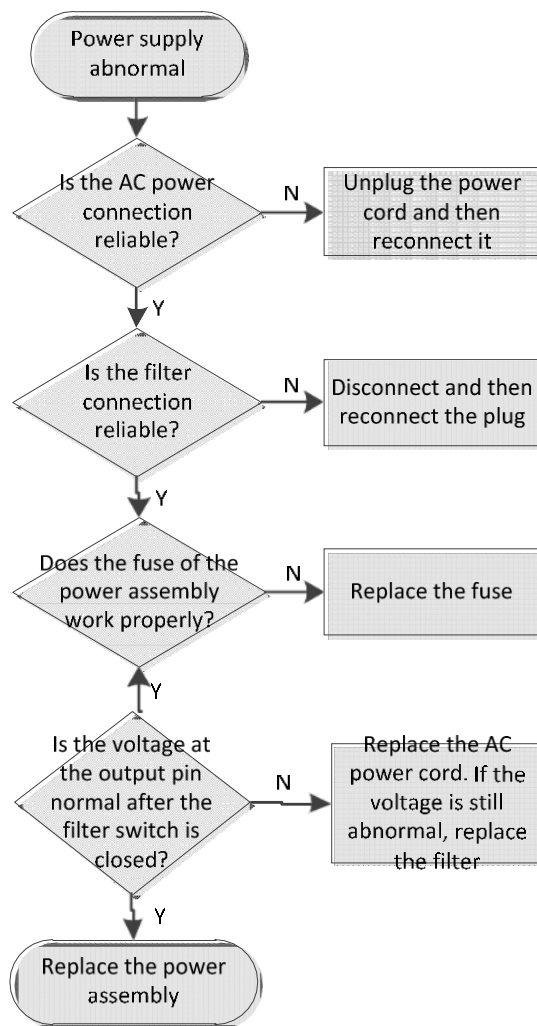 Power supply
abnormal
Is the AC power
connection
reliable?
N
Unplug the power
cord and then
reconnect it
Y
Is the filter
connection
reliable?
N
Disconnect and then
reconnect the plug
Y
Does the fuse of the
power assembly
work properly?
N
Replace the fuse
Y
Is the voltage at
the output pin
normal after the
filter switch is
closed?
N
Replace the AC
power cord. If the
voltage is still
abnormal, replace
the filter
Y
Replace the power
assembly